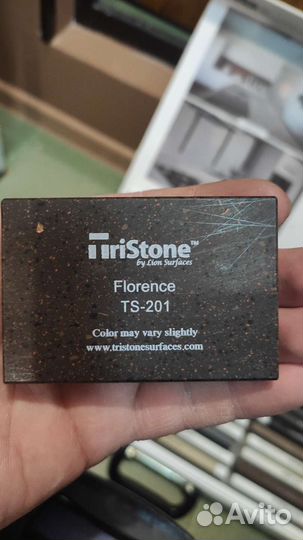 TriStone™
by Lion Surfaces
Florence
TS-201
Color may vary slightly
www.tristonesurfaces.com
Avito